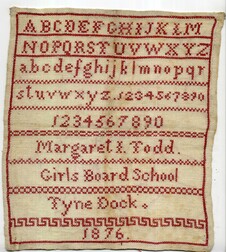 ABCDEFGHIJKLM
NOPQRSTUVWXYZ
abcdefghijklmnopqr
stuvwxyz.1234567890
1234567890
Margaret I. Todd.
Girls Board School
Tyne Dock.
1876.